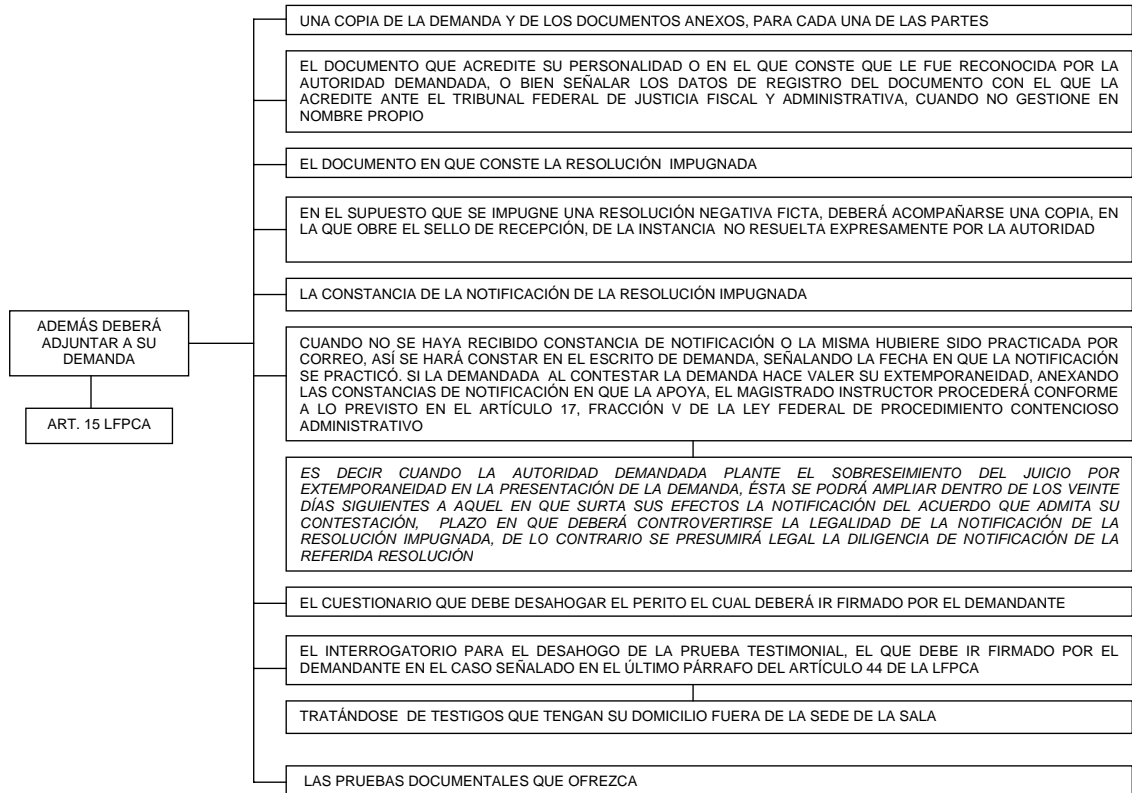 UNA COPIA DE LA DEMANDA Y DE LOS DOCUMENTOS ANEXOS, PARA CADA UNA DE LAS PARTES
EL DOCUMENTO QUE ACREDITE SU PERSONALIDAD O EN EL QUE CONSTE QUE LE FUE RECONOCIDA POR LA
AUTORIDAD DEMANDADA, O BIEN SEÑALAR LOS DATOS DE REGISTRO DEL DOCUMENTO CON EL QUE LA
ACREDITE ANTE EL TRIBUNAL FEDERAL DE JUSTICIA FISCAL Y ADMINISTRATIVA, CUANDO NO GESTIONE EN
NOMBRE PROPIO
EL DOCUMENTO EN QUE CONSTE LA RESOLUCIÓN IMPUGNADA
EN EL SUPUESTO QUE SE IMPUGNE UNA RESOLUCIÓN NEGATIVA FICTA, DEBERÁ ACOMPAÑARSE UNA COPIA, EN
LA QUE OBRE EL SELLO DE RECEPCIÓN, DE LA INSTANCIA NO RESUELTA EXPRESAMENTE POR LA AUTORIDAD
LA CONSTANCIA DE LA NOTIFICACIÓN DE LA RESOLUCIÓN IMPUGNADA
ADEMÁS DEBERÁ
ADJUNTAR A SU
DEMANDA
ART. 15 LFPCA
CUANDO NO SE HAYA RECIBIDO CONSTANCIA DE NOTIFICACIÓN O LA MISMA HUBIERE SIDO PRACTICADA POR
CORREO, ASÍ SE HARÁ CONSTAR EN EL ESCRITO DE DEMANDA, SEÑALANDO LA FECHA EN QUE LA NOTIFICACIÓN
SE PRACTICÓ. SI LA DEMANDADA AL CONTESTAR LA DEMANDA HACE VALER SU EXTEMPORANEIDAD, ANEXANDO
LAS CONSTANCIAS DE NOTIFICACIÓN EN QUE LA APOYA, EL MAGISTRADO INSTRUCTOR PROCEDERÁ CONFORME
A LO PREVISTO EN EL ARTÍCULO 17, FRACCIÓN V DE LA LEY FEDERAL DE PROCEDIMIENTO CONTENCIOSO
ADMINISTRATIVO
ES DECIR CUANDO LA AUTORIDAD DEMANDADA PLANTE EL SOBRESEIMIENTO DEL JUICIO POR
EXTEMPORANEIDAD EN LA PRESENTACIÓN DE LA DEMANDA, ÉSTA SE PODRÁ AMPLIAR DENTRO DE LOS VEINTE
DÍAS SIGUIENTES A AQUEL EN QUE SURTA SUS EFECTOS LA NOTIFICACIÓN DEL ACUERDO QUE ADMITA SU
CONTESTACIÓN, PLAZO EN QUE DEBERÁ CONTROVERTIRSE LA LEGALIDAD DE LA NOTIFICACIÓN DE LA
RESOLUCIÓN IMPUGNADA, DE LO CONTRARIO SE PRESUMIRÁ LEGAL LA DILIGENCIA DE NOTIFICACIÓN DE LA
REFERIDA RESOLUCIÓN
EL CUESTIONARIO QUE DEBE DESAHOGAR EL PERITO EL CUAL DEBERÁ IR FIRMADO POR EL DEMANDANTE
EL INTERROGATORIO PARA EL DESAHOGO DE LA PRUEBA TESTIMONIAL, EL QUE DEBE IR FIRMADO POR EL
DEMANDANTE EN EL CASO SEÑALADO EN EL ÚLTIMO PÁRRAFO DEL ARTÍCULO 44 DE LA LFPCA
TRATÁNDOSE DE TESTIGOS QUE TENGAN SU DOMICILIO FUERA DE LA SEDE DE LA SALA
LAS PRUEBAS DOCUMENTALES QUE OFREZCA